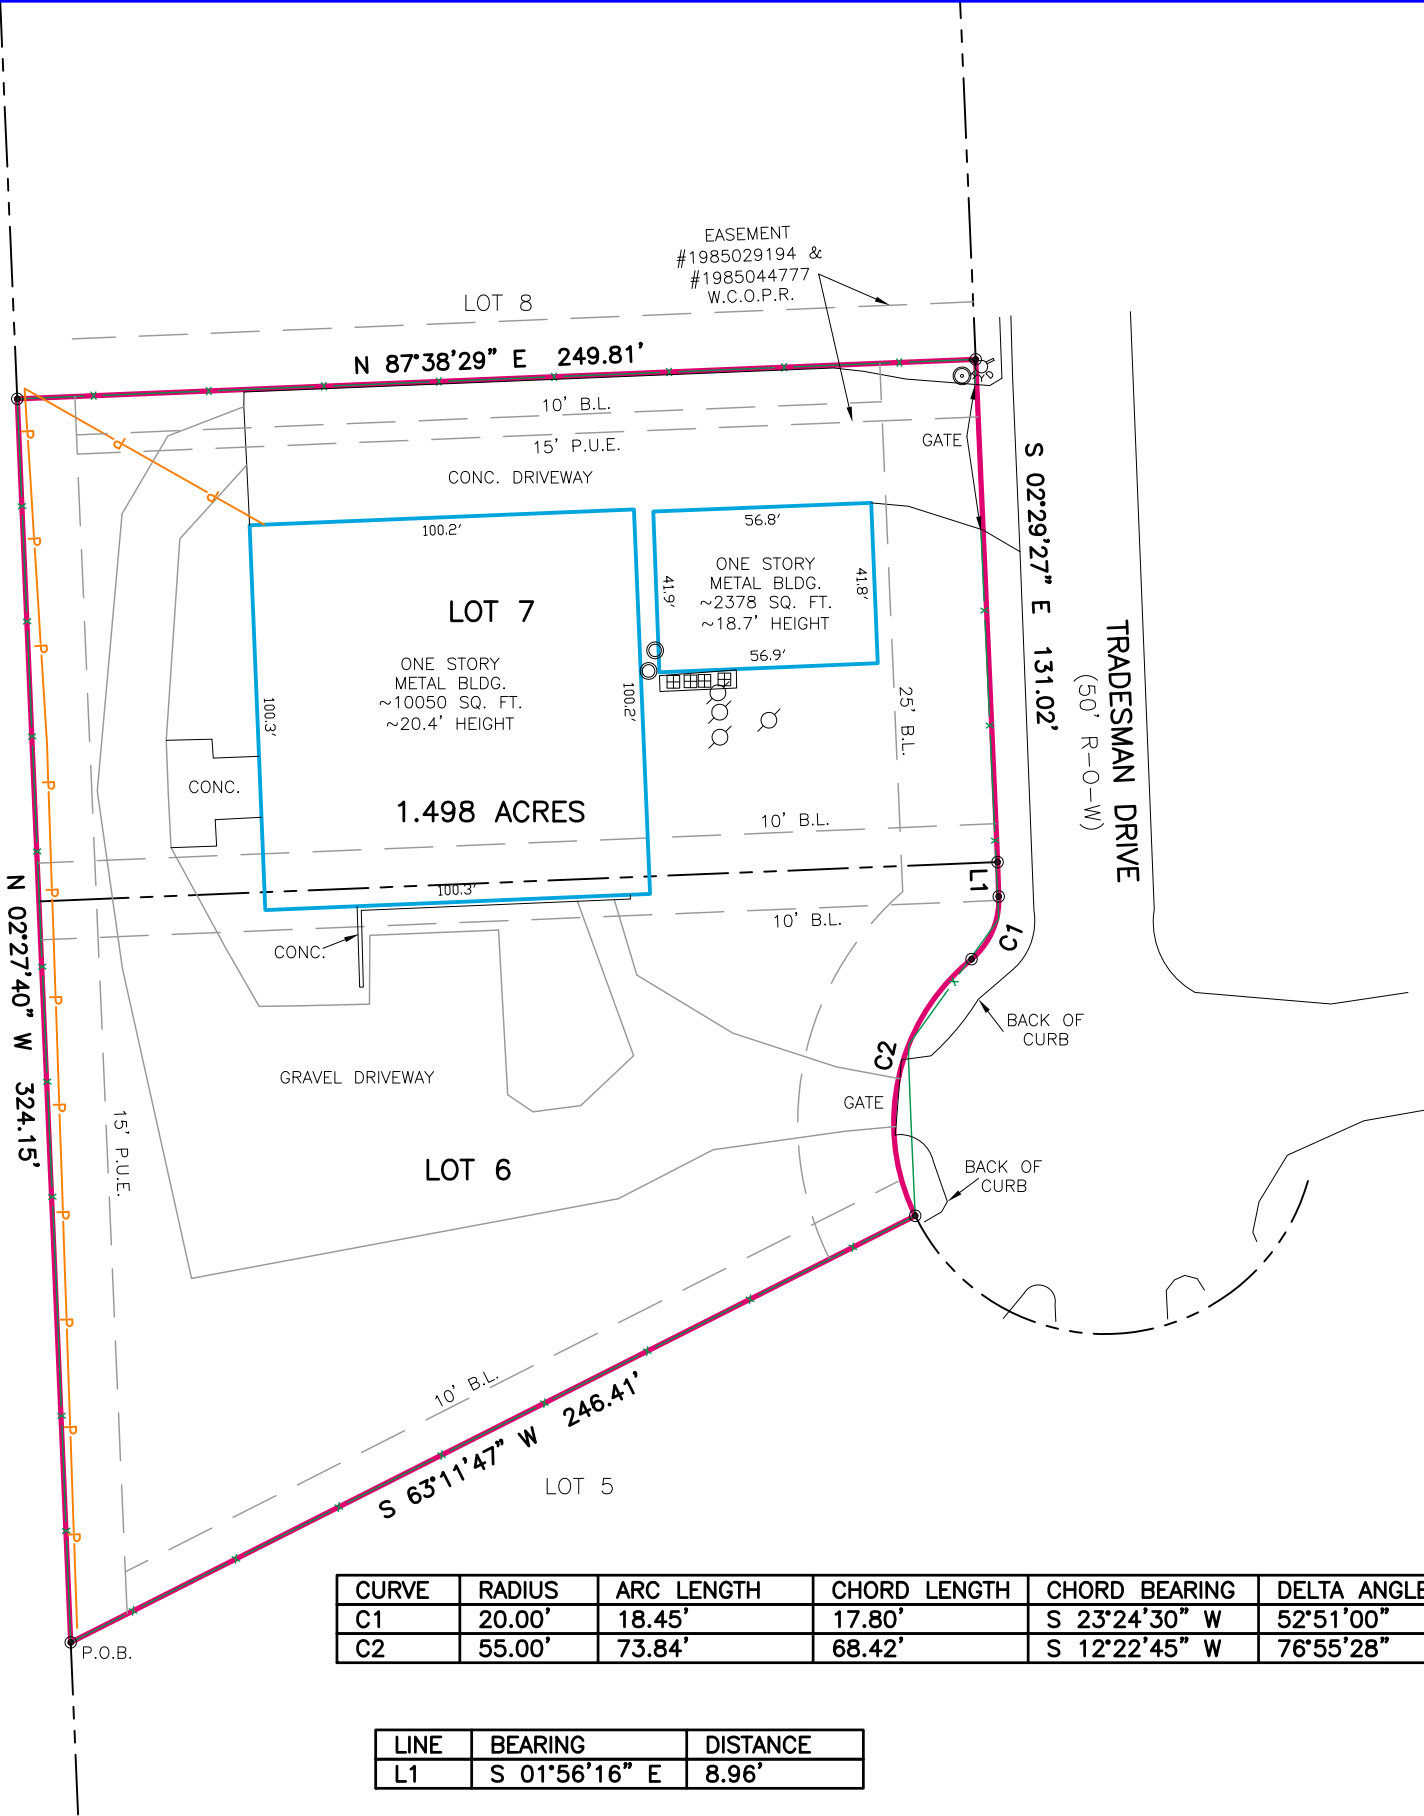 EASEMENT
#1985029194 &
#1985044777
W.C.O.P.R.
LOT 8
N 87°38'29" E 249.81'
10' B.L.
15' P.U.E.
GATE
CONC. DRIVEWAY
S 02°29'27" E 131.02'
100.2'
56.8'
ONE STORY
METAL BLDG.
~2378 SQ. FT.
~18.7' HEIGHT
41.9'
41.8'
56.9'
LOT 7
ONE STORY
METAL BLDG.
~10050 SQ. FT.
~20.4' HEIGHT
100.3'
100.2'
TRADESMAN DRIVE
(50' R-O-W)
25' B.L.
CONC.
1.498 ACRES
10' B.L.
100.3'
L1
10' B.L.
C1
CONC.
N 02°27'40" W 324.15'
BACK OF
CURB
C2
GRAVEL DRIVEWAY
GATE
15' P.U.E.
LOT 6
BACK OF
CURB
10' B.L.
S 63°11'47" W 246.41'
LOT 5
P
P
P
P
P
P
P
P
P
P
P
P
P
P.O.B.
CURVE RADIUS ARC LENGTH CHORD LENGTH CHORD BEARING DELTA ANGLE
C1 20.00' 18.45' 17.80' S 23°24'30" W 52°51'00"
C2 55.00' 73.84' 68.42' S 12°22'45" W 76°55'28"
LINE BEARING DISTANCE
L1 S 01°56'16" E 8.96'